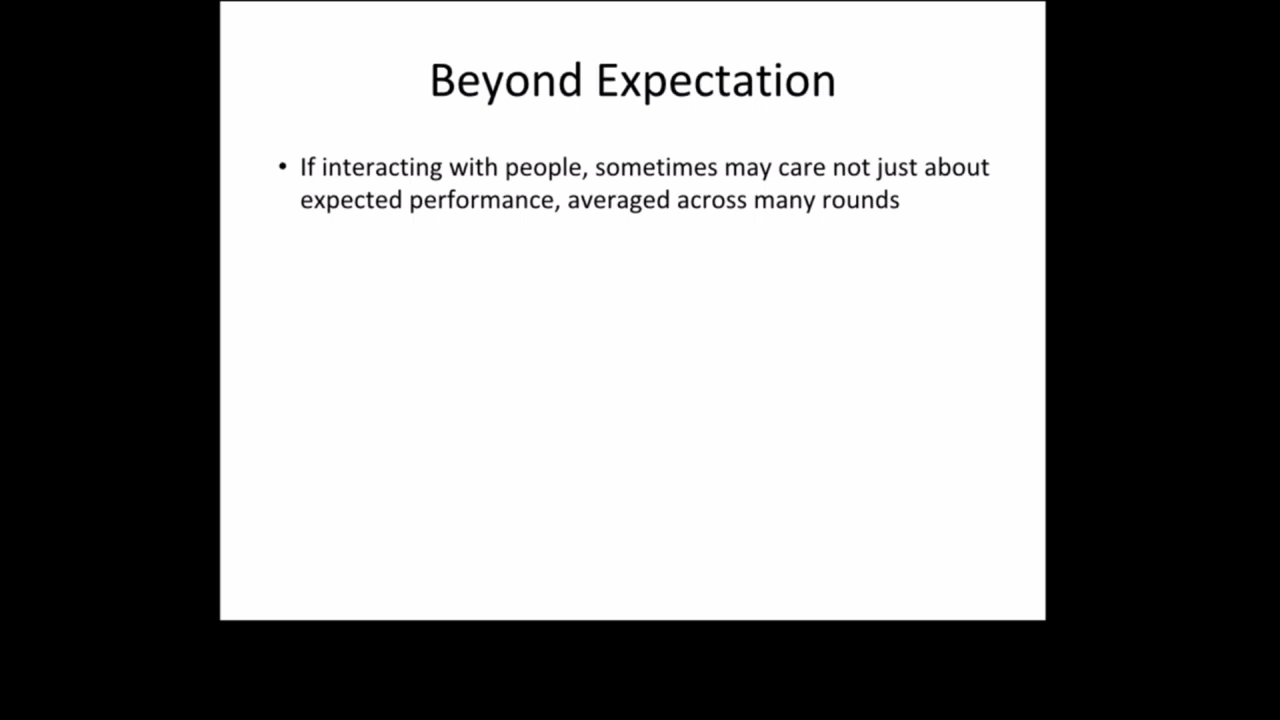 Beyond Expectation
• If interacting with people, sometimes may care not just about
expected performance, averaged across many rounds